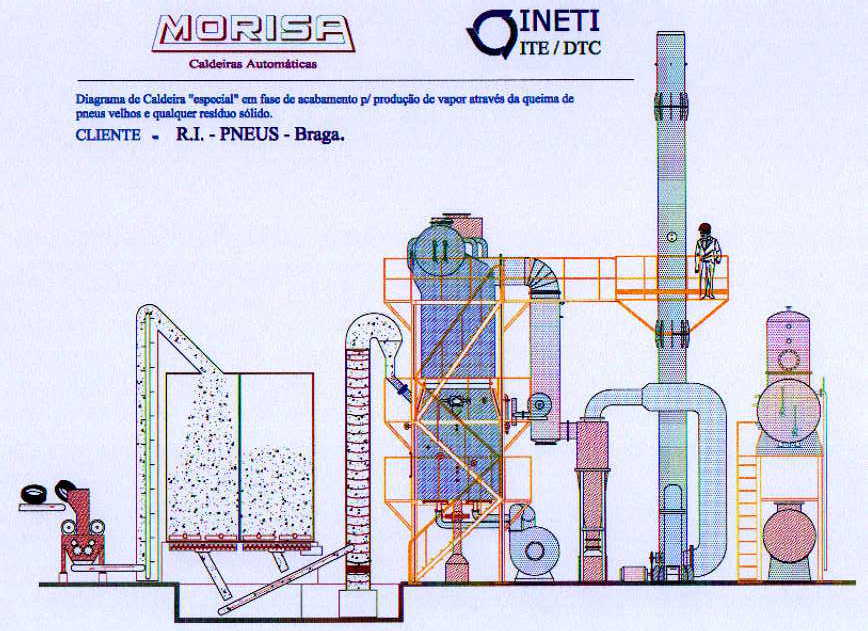 MORISA
Caldeiras Automáticas
INETI
ITE / DTC
Diagrama de Caldeira "especial" em fase de acabamento p/ produção de vapor através da queima de
pneus velhos e qualquer resíduo sólido.
CLIENTE - R.I. - PNEUS - Braga.